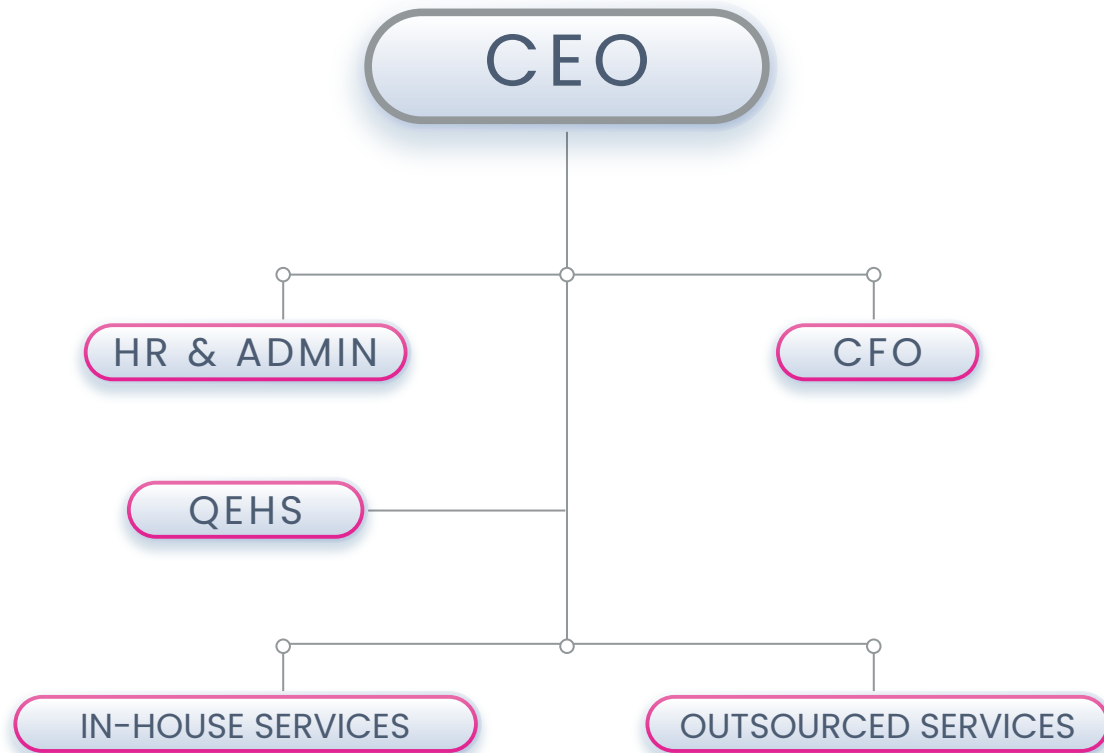 CEO
HR & ADMIN
CFO
QEHS
IN-HOUSE SERVICES
OUTSOURCED SERVICES